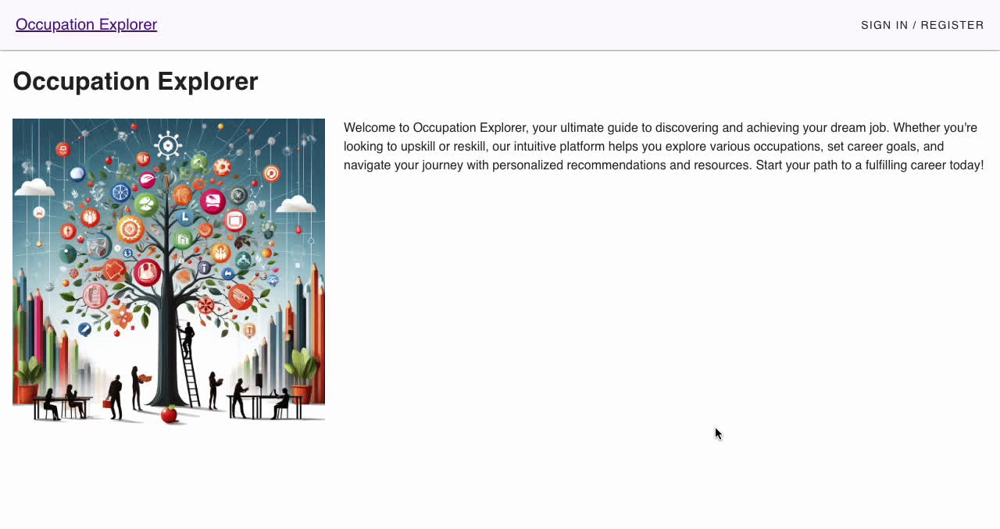 Occupation Explorer
SIGN IN / REGISTER
Occupation Explorer
Welcome to Occupation Explorer, your ultimate guide to discovering and achieving your dream job. Whether you're
looking to upskill or reskill, our intuitive platform helps you explore various occupations, set career goals, and
navigate your journey with personalized recommendations and resources. Start your path to a fulfilling career today!